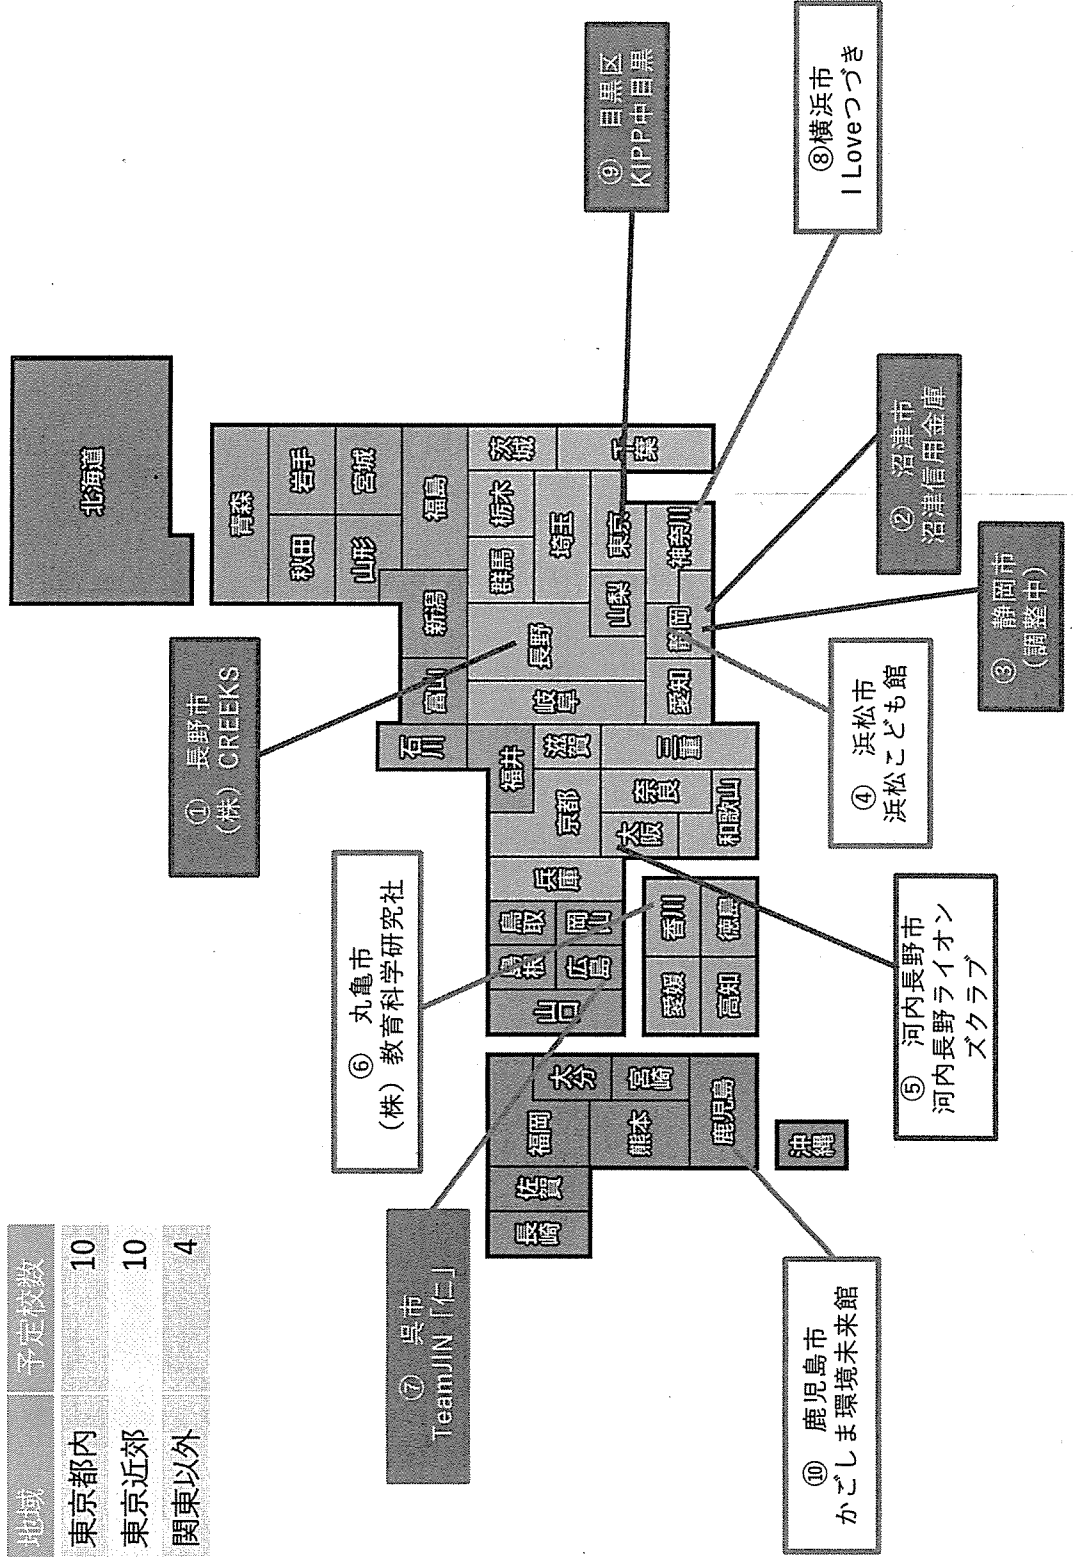 地域 予定校数
東京都内 10
東京近郊 10
関東以外 4
① 長野市
(株) CREEKS
② 沼津市
沼津信用金庫
③ 静岡市
(調整中)
④ 浜松市
浜松こども館
⑤ 河内長野市
河内長野ライオン
ズクラブ
⑥ 丸亀市
(株) 教育科学研究社
⑦ 呉市
TeamJIN「仁」
⑧横浜市
I Loveつづき
⑨ 目黒区
KIPP中目黒
⑩ 鹿児島市
かごしま環境未来館
北海道
青森
秋田
岩手
山形
宮城
新潟
福島
石川
富山
福井
長野
群馬
栃木
茨城
埼玉
千葉
東京
山梨
神奈川
静岡
愛知
岐阜
滋賀
三重
京都
奈良
大阪
和歌山
兵庫
鳥取
岡山
島根
広島
山口
香川
徳島
愛媛
高知
福岡
大分
佐賀
長崎
熊本
宮崎
鹿児島
沖縄